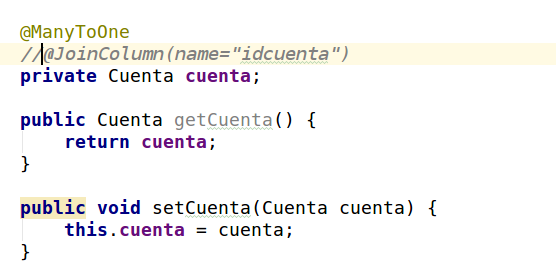 @ManyToOne
//@JoinColumn(name="idcuenta")
private Cuenta cuenta;
public Cuenta getCuenta() {
return cuenta;
}
public void setCuenta(Cuenta cuenta) {
this.cuenta = cuenta;
}